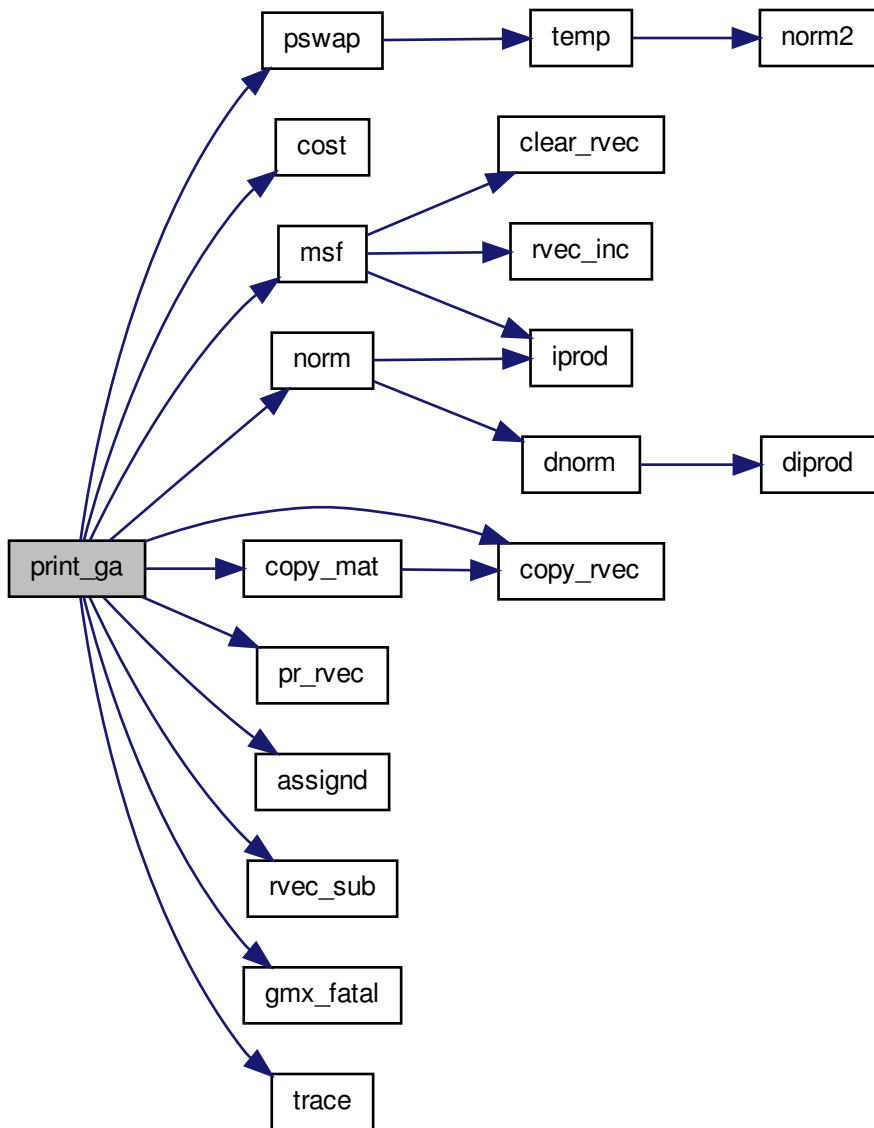 pswap
temp
norm2
cost
clear_rvec
msf
rvec_inc
norm
iprod
dnorm
diprod
print_ga
copy_mat
copy_rvec
pr_rvec
assignd
rvec_sub
gmx_fatal
trace